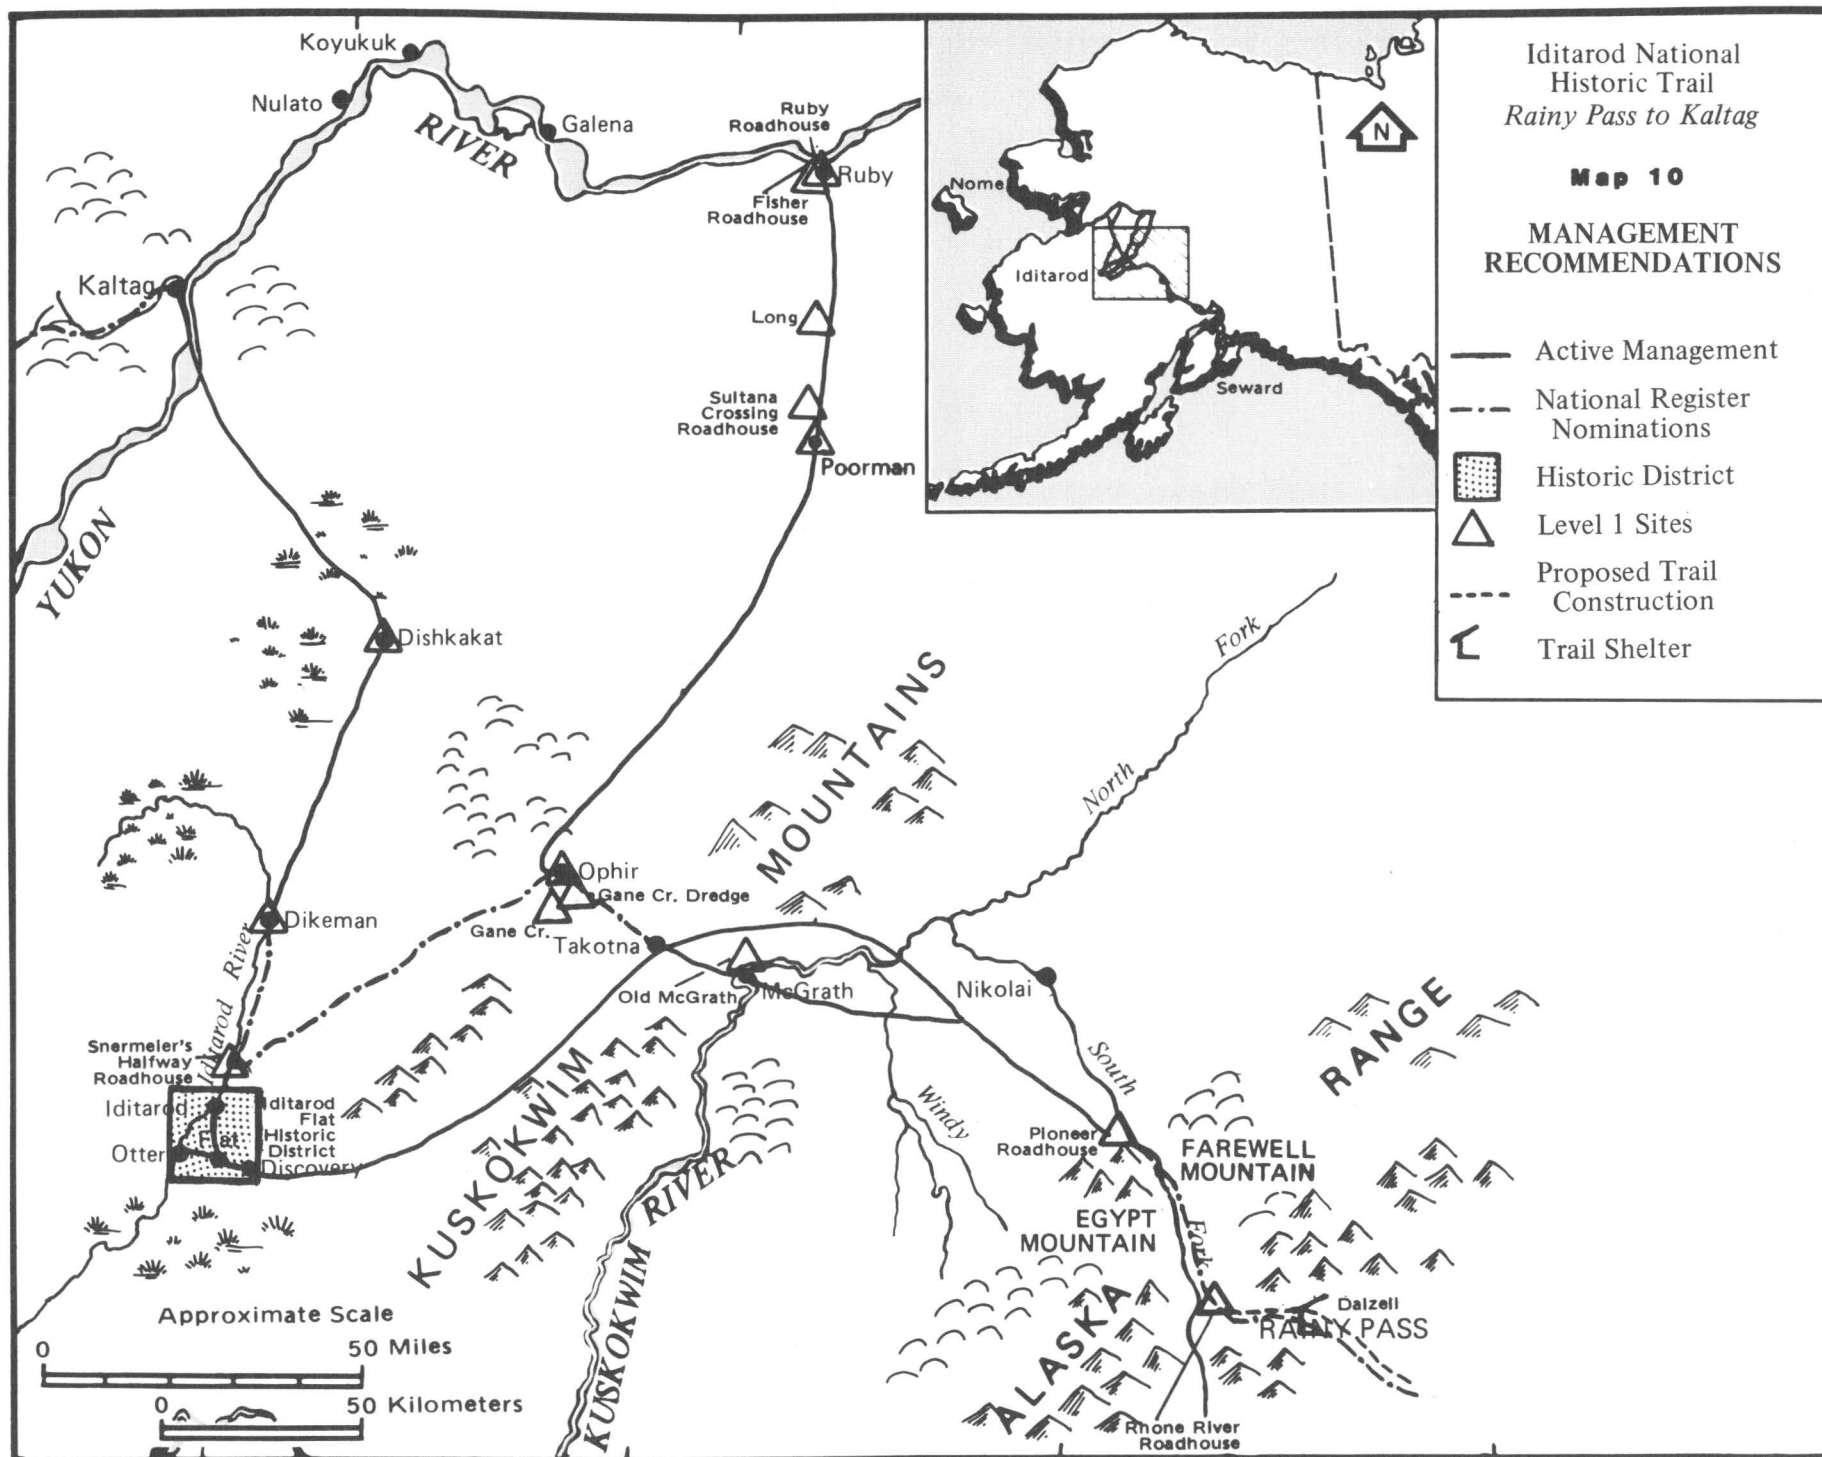 Koyukuk
Nulato
RIVER
Galena
Ruby
Roadhouse
Ruby
Fisher
Roadhouse
Kaltag
Long
Sultana
Crossing
Roadhouse
Poorman
YUKON
Dishkakat
Nome
Iditarod
Seward
Iditarod National
Historic Trail
Rainy Pass to Kaltag
N
Map 10
MANAGEMENT
RECOMMENDATIONS
Active Management
National Register
Nominations
Historic District
Level 1 Sites
Proposed Trail
Construction
Trail Shelter
North
Fork
KUSKOKWIM
MOUNTAINS
Ophir
Gane Cr. Dredge
Gane Cr.
Takotna
Dikeman
Iditarod River
Old McGrath
McGrath
Nikolai
South
Fork
Windy
Snermeier's
Halfway
Roadhouse
Iditarod
Otter
Flat
Discovery
Iditarod
Flat
Historic
District
Pioneer
Roadhouse
FAREWELL
MOUNTAIN
EGYPT
MOUNTAIN
ALASKA
RANGE
Dalzell
RAINY PASS
Rhone River
Roadhouse
KUSKOKWIM
RIVER
Approximate Scale
0 50 Miles
0 50 Kilometers